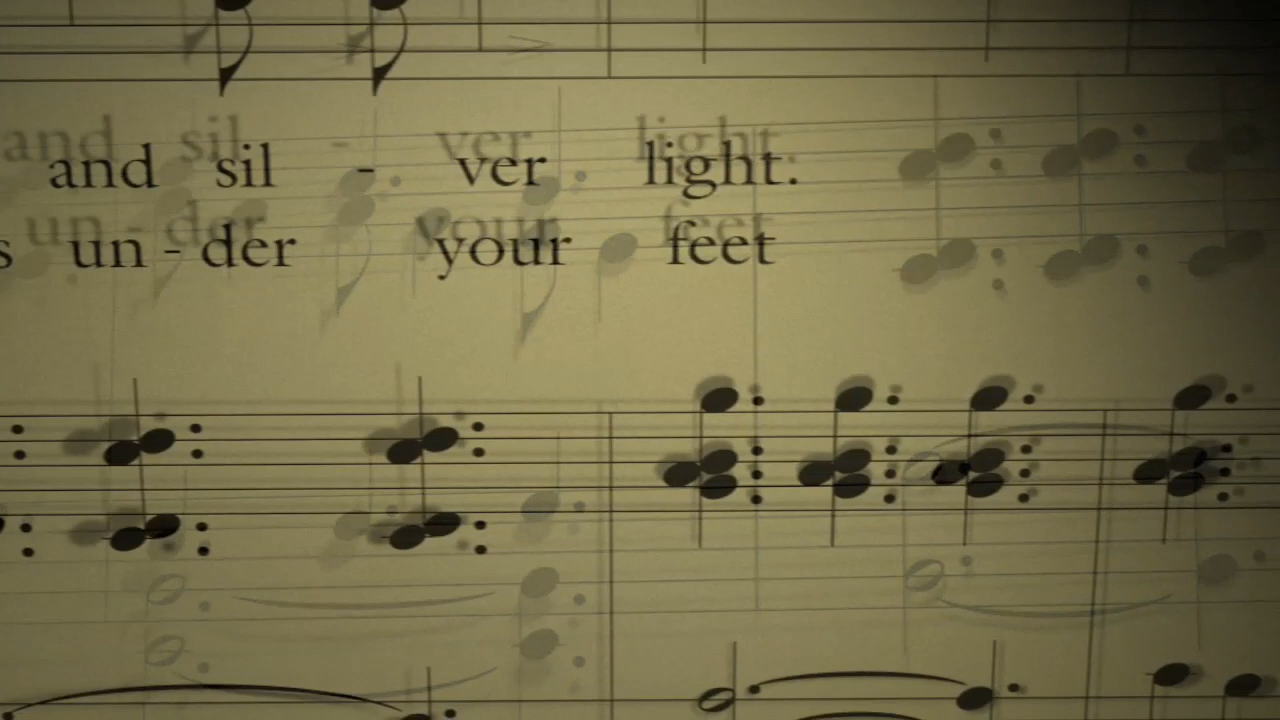 and sil - ver light.
s un - der your feet